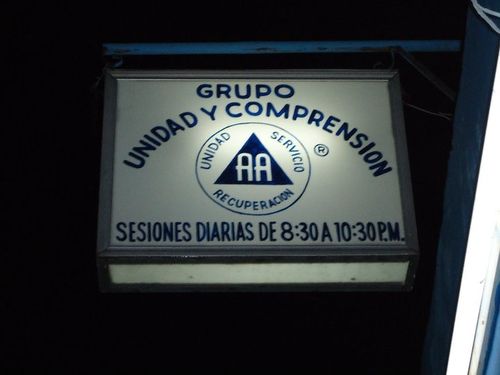 GRUPO
UNIDAD Y COMPRENSION
UNIDAD SERVICIO
AA
RECUPERACION
®
SESIONES DIARIAS DE 8:30 A 10:30 P.M.